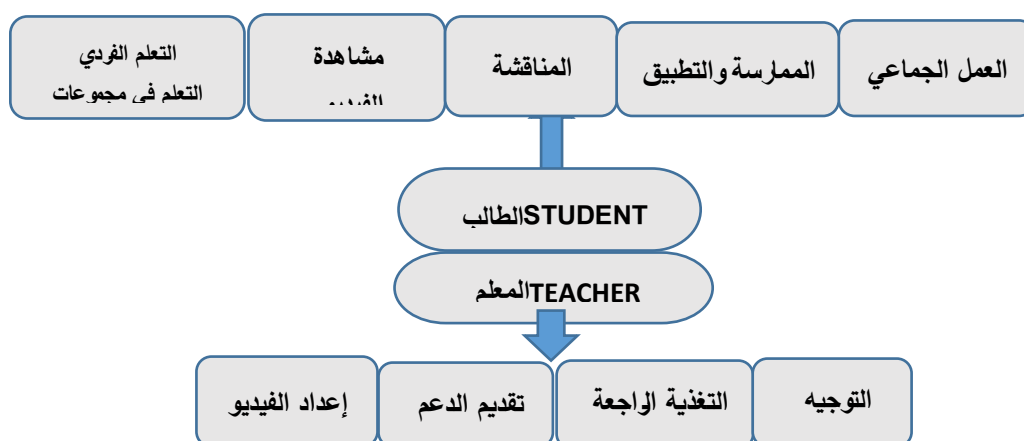 العمل الجماعي
الممارسة والتطبيق
المناقشة
مشاهدة
التعلم الفردي
التعلم في مجموعات
STUDENTالطالب
TEACHERالمعلم
التوجيه
التغذية الراجعة
تقديم الدعم
إعداد الفيديو